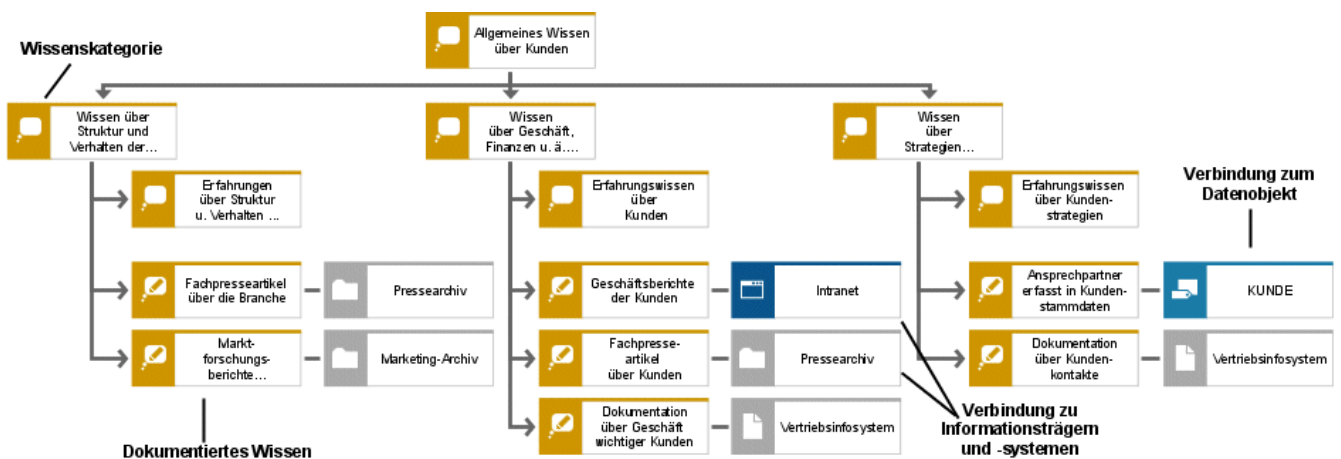 Allgemeines Wissen
über Kunden
Wissenskategorie
Wissen über
Struktur und
Verhalten der...
Wissen
über Geschäft,
Finanzen u. ä....
Wissen
über
Strategien...
Verbindung zum
Datenobjekt
Erfahrungen
über Struktur
u. Verhalten ...
Erfahrungswissen
über
Kunden
Erfahrungswissen
über Kunden-
strategien
Fachpresseartikel
über die Branche
Pressearchiv
Geschäftsberichte
der Kunden
Intranet
Ansprechpartner
erfasst in Kunden-
stammdaten
KUNDE
Markt-
forschungs-
berichte...
Marketing-Archiv
Fachpresse-
artikel
über Kunden
Pressearchiv
Dokumentation
über Kunden-
kontakte
Vertriebsinfosystem
Dokumentation
über Geschäft
wichtiger Kunden
Vertriebsinfosystem
Verbindung zu
Informationsträgern
und -systemen
Dokumentiertes Wissen